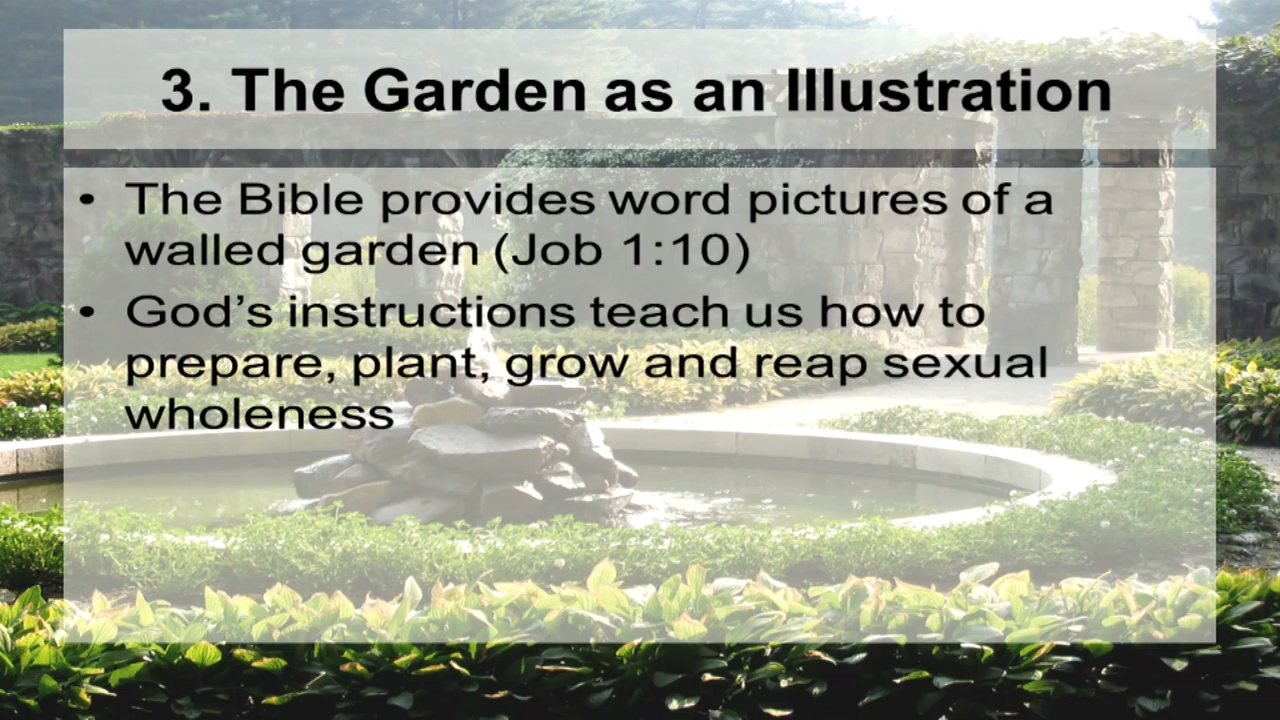 3. The Garden as an Illustration
• The Bible provides word pictures of a
walled garden (Job 1:10)
• God’s instructions teach us how to
prepare, plant, grow and reap sexual
wholeness